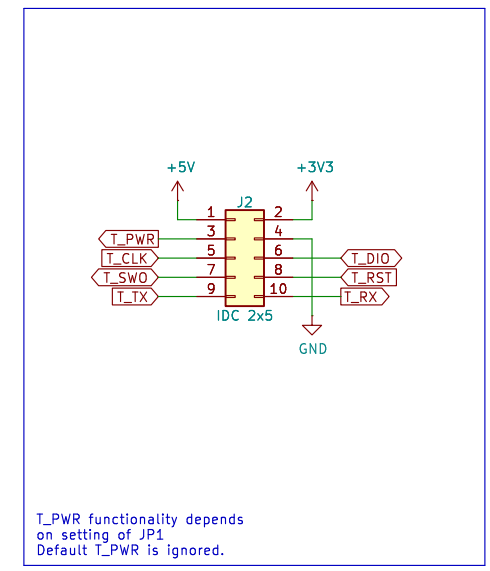 +5V +3V3
J2
1 2
T_PWR 3 4
T_CLK 5 6 T_DIO
T_SWO 7 8 T_RST
T_TX 9 10 T_RX
IDC 2x5
GND
T_PWR functionality depends
on setting of JP1
Default T_PWR is ignored.